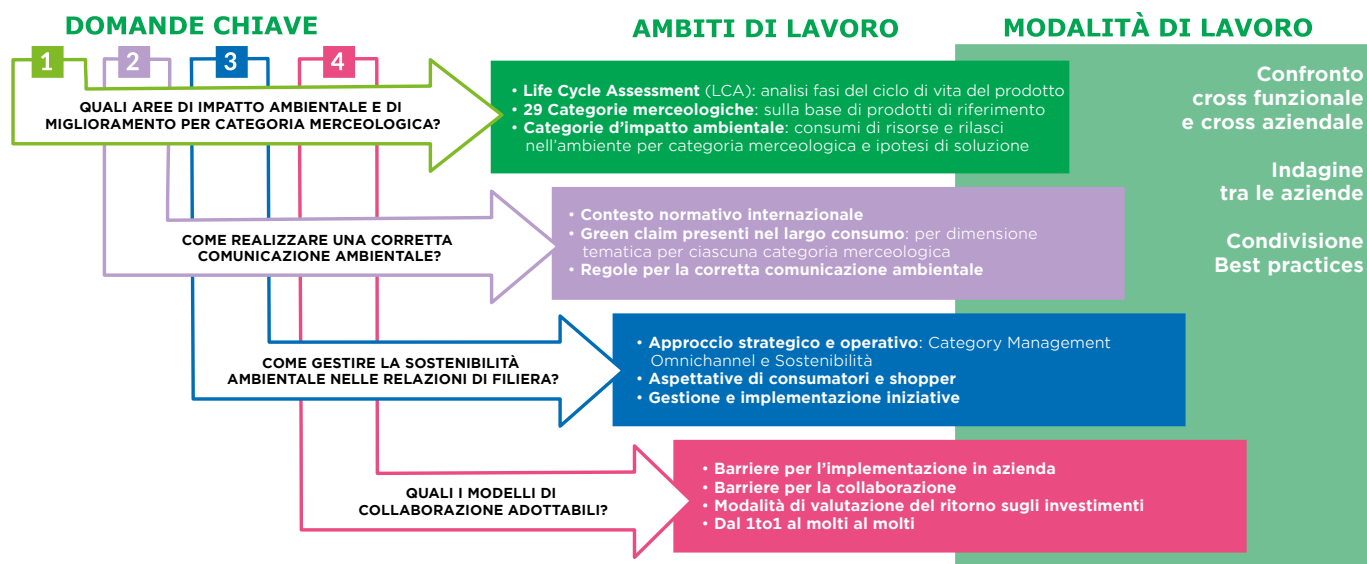 DOMANDE CHIAVE
AMBITI DI LAVORO
MODALITÀ DI LAVORO
1
2
3
4
QUALI AREE DI IMPATTO AMBIENTALE E DI
MIGLIORAMENTO PER CATEGORIA MERCEOLOGICA?
• Life Cycle Assessment (LCA): analisi fasi del ciclo di vita del prodotto
• 29 Categorie merceologiche: sulla base di prodotti di riferimento
• Categorie d'impatto ambientale: consumi di risorse e rilasci
nell'ambiente per categoria merceologica e ipotesi di soluzione
COME REALIZZARE UNA CORRETTA
COMUNICAZIONE AMBIENTALE?
• Contesto normativo internazionale
• Green claim presenti nel largo consumo: per dimensione
tematica per ciascuna categoria merceologica
• Regole per la corretta comunicazione ambientale
COME GESTIRE LA SOSTENIBILITÀ
AMBIENTALE NELLE RELAZIONI DI FILIERA?
• Approccio strategico e operativo: Category Management
Omnichannel e Sostenibilità
• Aspettative di consumatori e shopper
• Gestione e implementazione iniziative
QUALI I MODELLI DI
COLLABORAZIONE ADOTTABILI?
• Barriere per l'implementazione in azienda
• Barriere per la collaborazione
• Modalità di valutazione del ritorno sugli investimenti
• Dal 1to1 al molti al molti
Confronto
cross funzionale
e cross aziendale
Indagine
tra le aziende
Condivisione
Best practices